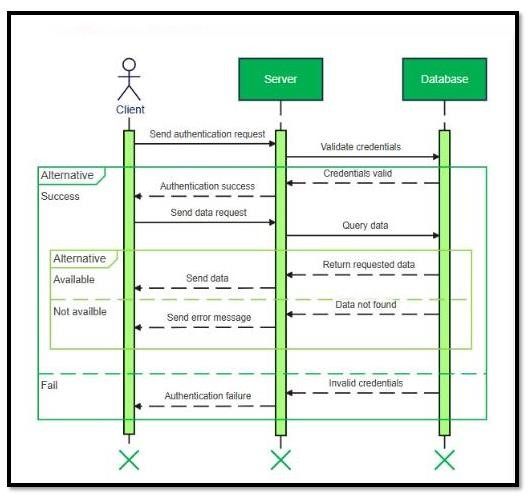 Server
Database
Client
Send authentication request
Validate credentials
Alternative
Credentials valid
Success
Authentication success
Send data request
Query data
Alternative
Return requested data
Available
Send data
Not availble
Data not found
Send error message
Fail
Invalid credentials
Authentication failure